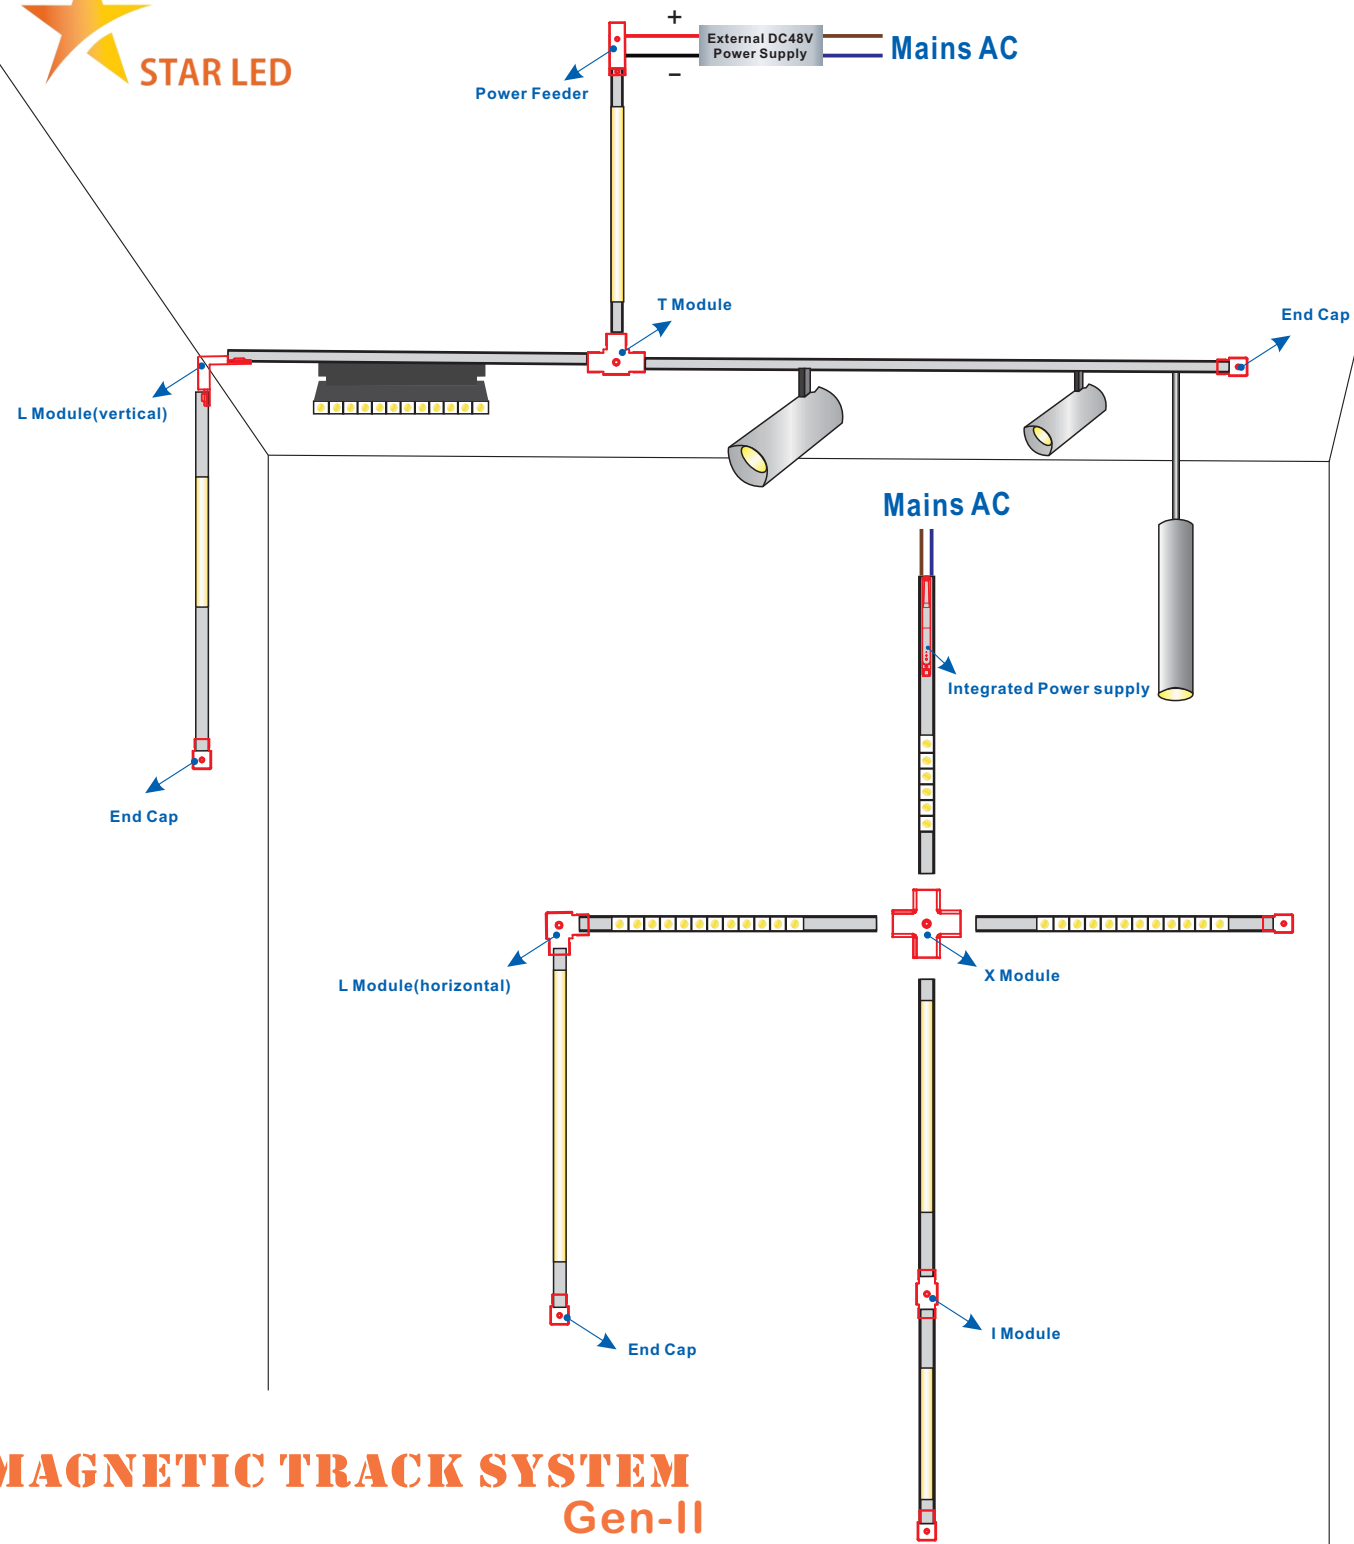 STAR LED
+
External DC48V
Power Supply
–
Mains AC
Power Feeder
T Module
End Cap
L Module(vertical)
Mains AC
Integrated Power supply
End Cap
L Module(horizontal)
X Module
I Module
End Cap
MAGNETIC TRACK SYSTEM
Gen-II